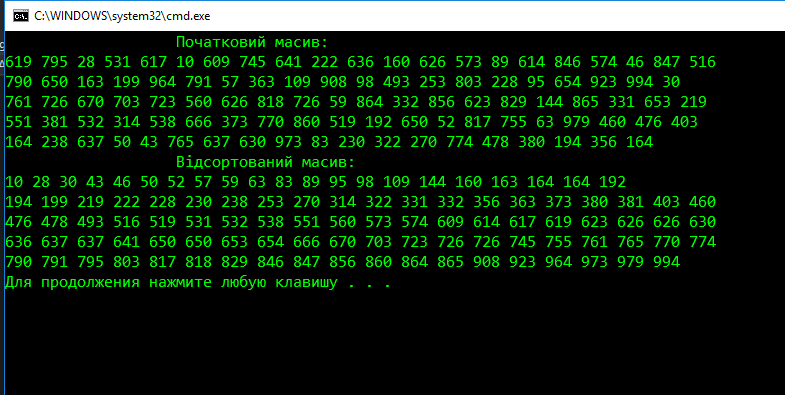 C:\WINDOWS\system32\cmd.exe
Початковий масив:
619 795 28 531 617 10 609 745 641 222 636 160 626 573 89 614 846 574 46 847 516
790 650 163 199 964 791 57 363 109 908 98 493 253 803 228 95 654 923 994 30
761 726 670 703 723 560 626 818 726 59 864 332 856 623 829 144 865 331 653 219
551 381 532 314 538 666 373 770 860 519 192 650 52 817 755 63 979 460 476 403
164 238 637 50 43 765 637 630 973 83 230 322 270 774 478 380 194 356 164
Відсортований масив:
10 28 30 43 46 50 52 57 59 63 83 89 95 98 109 144 160 163 164 164 192
194 199 219 222 228 230 238 253 270 314 322 331 332 356 363 373 380 381 403 460
476 478 493 516 519 531 532 538 551 560 573 574 609 614 617 619 623 626 626 630
636 637 637 641 650 650 653 654 666 670 703 723 726 726 745 755 761 765 770 774
790 791 795 803 817 818 829 846 847 856 860 864 865 908 923 964 973 979 994
Для продолжения нажмите любую клавишу . . .